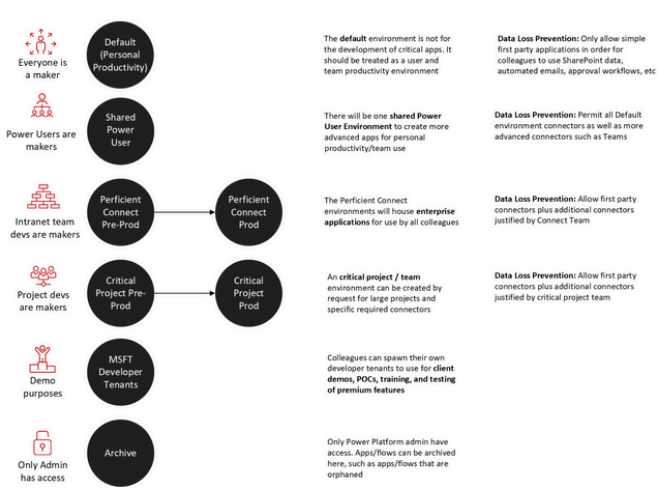 Everyone is
a maker
Default
(Personal
Productivity)
The default environment is not for
the development of critical apps. It
should be treated as a user and
team productivity environment
Data Loss Prevention: Only allow simple
first party applications in order for
colleagues to use SharePoint data,
automated emails, approval workflows, etc
Power Users are
makers
Shared
Power
User
There will be one shared Power
User Environment to create more
advanced apps for personal
productivity/team use
Data Loss Prevention: Permit all Default
environment connectors as well as more
advanced connectors such as Teams
Intranet team
devs are makers
Perficient
Connect
Pre-Prod
Perficient
Connect
Prod
The Perficient Connect
environments will house enterprise
applications for use by all colleagues
Data Loss Prevention: Allow first party
connectors plus additional connectors
justified by Connect Team
Project devs
are makers
Critical
Project Pre-
Prod
Critical
Project
Prod
An critical project / team
environment can be created by
request for large projects and
specific required connectors
Data Loss Prevention: Allow first party
connectors plus additional connectors
justified by critical project team
Demo
purposes
MSFT
Developer
Tenants
Colleagues can spawn their own
developer tenants to use for client
demos, POCs, training, and testing
of premium features
Only Admin
has access
Archive
Only Power Platform admin have
access. Apps/flows can be archived
here, such as apps/flows that are
orphaned